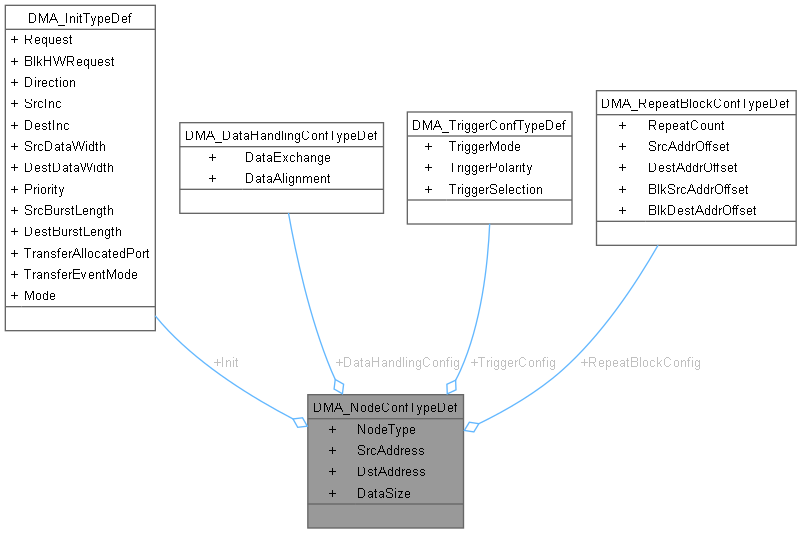 DMA_InitTypeDef
+ Request
+ BlkHWRequest
+ Direction
+ SrcInc
+ DestInc
+ SrcDataWidth
+ DestDataWidth
+ Priority
+ SrcBurstLength
+ DestBurstLength
+ TransferAllocatedPort
+ TransferEventMode
+ Mode
DMA_DataHandlingConfTypeDef
+ DataExchange
+ DataAlignment
DMA_TriggerConfTypeDef
+ TriggerMode
+ TriggerPolarity
+ TriggerSelection
DMA_RepeatBlockConfTypeDef
+ RepeatCount
+ SrcAddrOffset
+ DestAddrOffset
+ BlkSrcAddrOffset
+ BlkDestAddrOffset
+Init
+DataHandlingConfig
+TriggerConfig
+RepeatBlockConfig
DMA_NodeConfTypeDef
+ NodeType
+ SrcAddress
+ DstAddress
+ DataSize